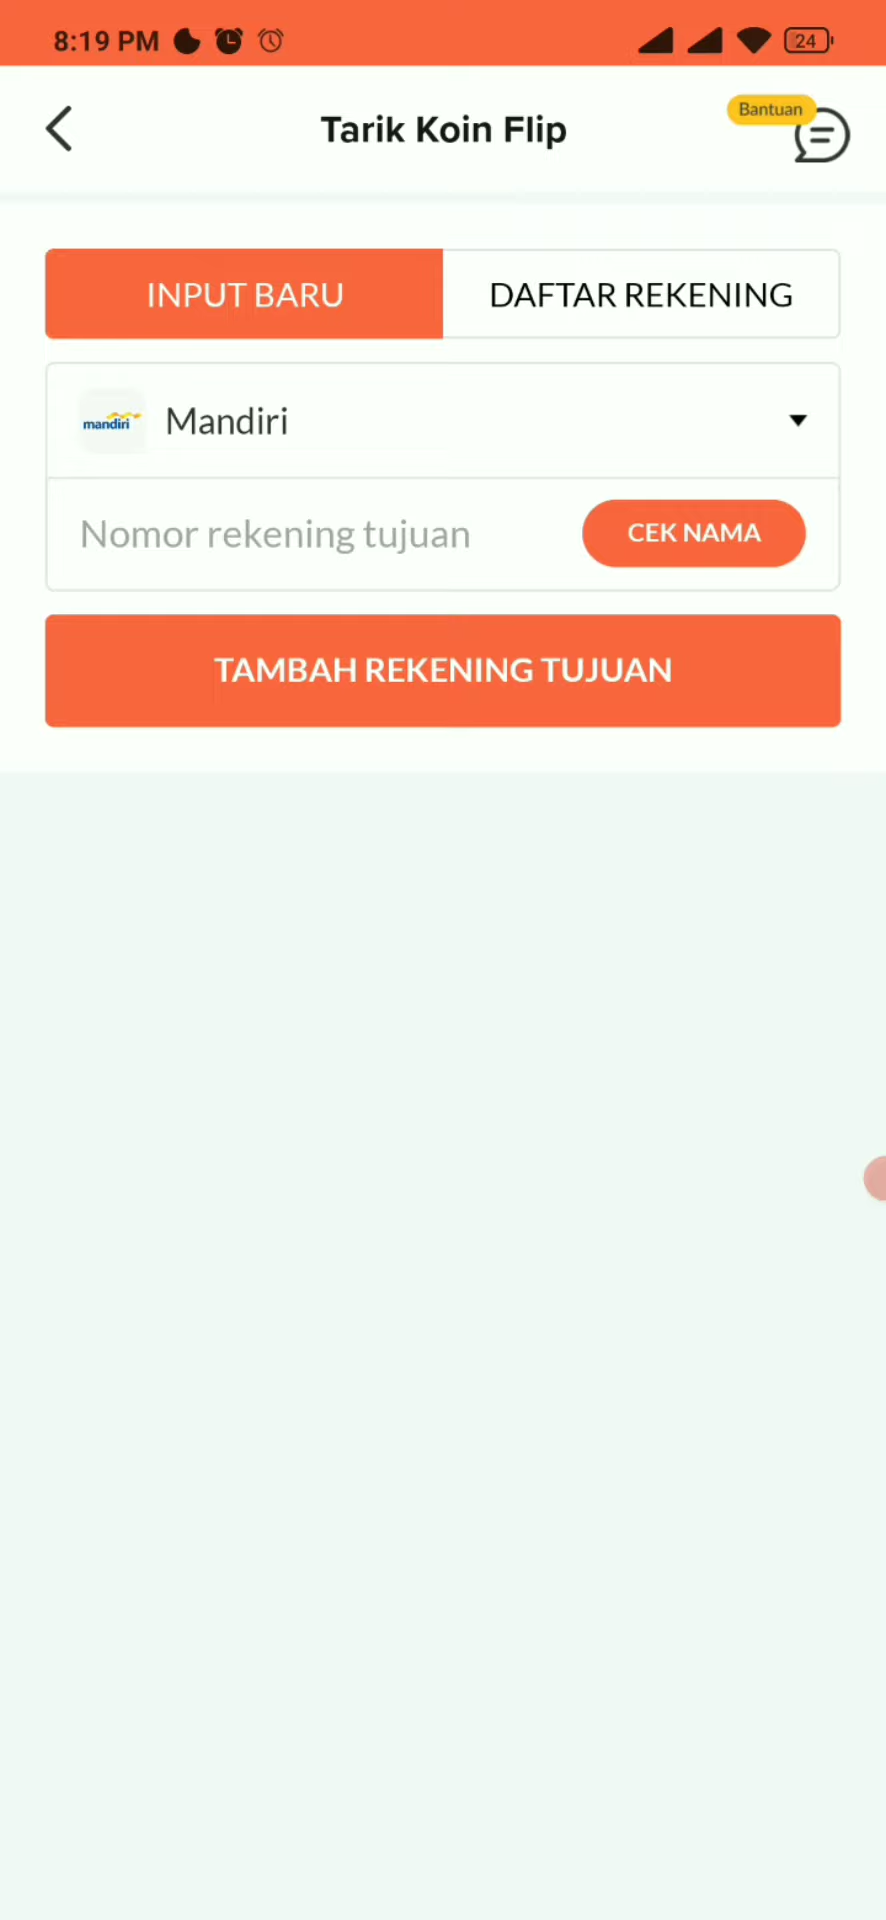 8:19 PM
24
Tarik Koin Flip
Bantuan
INPUT BARU
DAFTAR REKENING
mandiri
Mandiri
Nomor rekening tujuan
CEK NAMA
TAMBAH REKENING TUJUAN